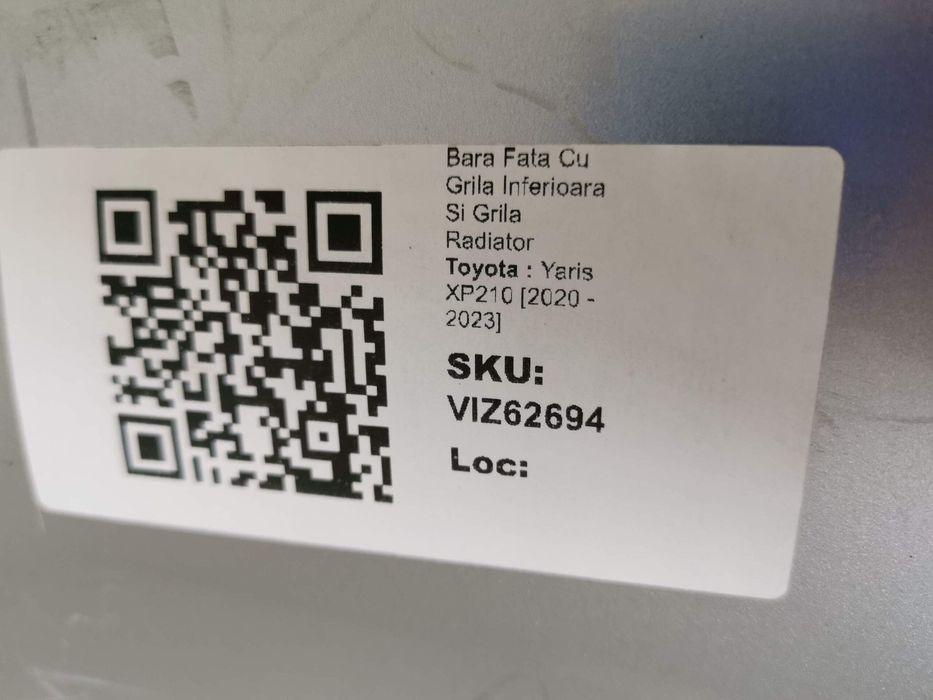 Bara Fata Cu
Grila Inferioara
Si Grila
Radiator
Toyota : Yaris
XP210 [2020 -
2023]
SKU:
VIZ62694
Loc: